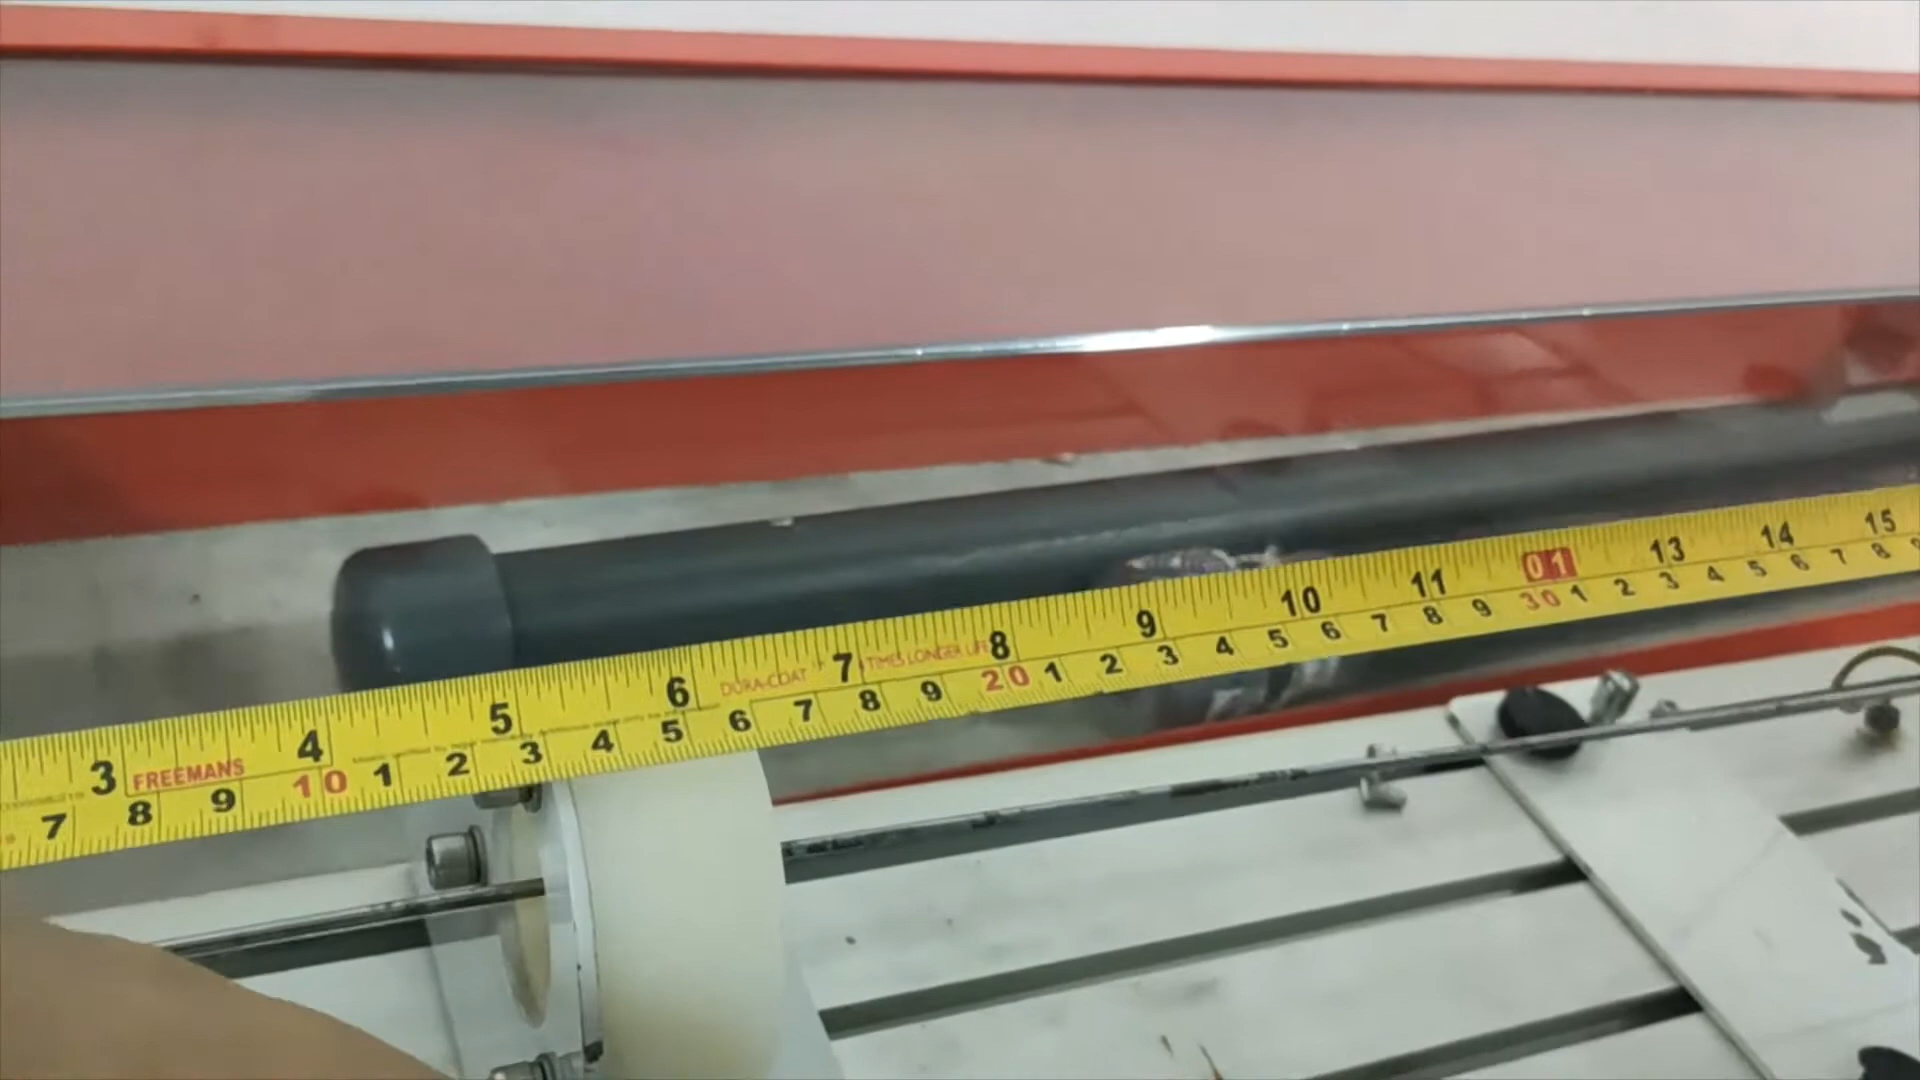 3 FREEMANS 4 5 6 DURA-COAT 7 TIMES LONGER LIFE 8 9 10 11 01 13 14 15
7 8 9 10 1 2 3 4 5 6 7 8 9 20 1 2 3 4 5 6 7 8 9 30 1 2 3 4 5 6 7 8